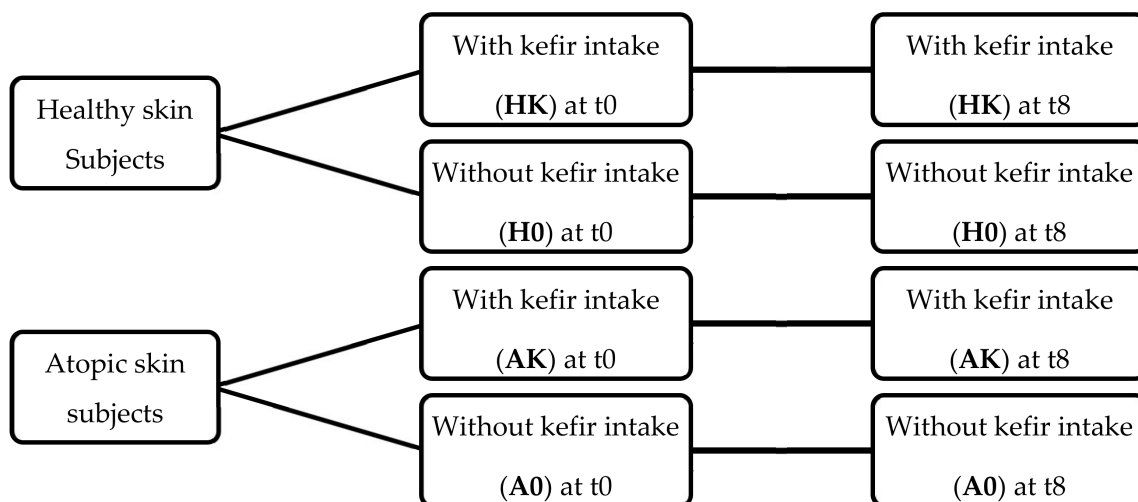 Healthy skin
Subjects
With kefir intake
(HK) at t0
With kefir intake
(HK) at t8
Without kefir intake
(H0) at t0
Without kefir intake
(H0) at t8
Atopic skin
subjects
With kefir intake
(AK) at t0
With kefir intake
(AK) at t8
Without kefir intake
(A0) at t0
Without kefir intake
(A0) at t8